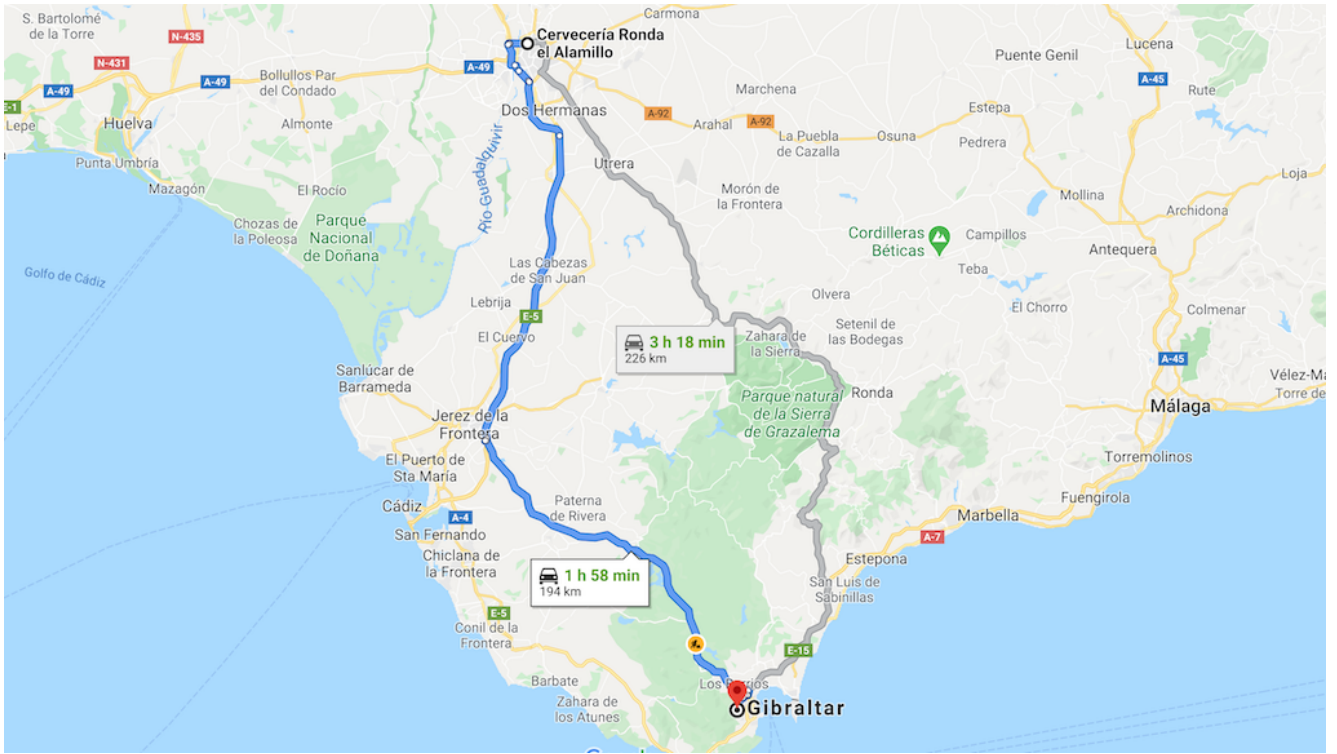 S. Bartolomé
de la Torre
N-435
Carmona
Cervecería Ronda
el Alamillo
Lucena
Puente Genil
N-431
A-49
A-49
A-49
Bollullos Par
del Condado
A-45
Rute
E-1
Lepe
Huelva
Almonte
Dos Hermanas
Marchena
A-92
Arahal
A-92
Estepa
La Puebla
de Cazalla
Osuna
Pedrera
Punta Umbría
Mazagón
El Rocío
Río Guadalquivir
Utrera
Morón de
la Frontera
Mollina
Loja
Archidona
Chozas de
la Poleosa
Parque
Nacional
de Doñana
Cordilleras
Béticas
Campillos
Antequera
Teba
Golfo de Cádiz
Las Cabezas
de San Juan
Lebrija
E-5
El Cuervo
Olvera
El Chorro
Colmenar
3 h 18 min
226 km
Zahara de
la Sierra
Setenil de
las Bodegas
A-45
Sanlúcar de
Barrameda
Vélez-Ma
Torre de
Parque natural
de la Sierra
de Grazalema
Ronda
Málaga
Jerez de la
Frontera
El Puerto de
Sta María
Torremolinos
Cádiz
A-4
Paterna
de Rivera
Fuengirola
Marbella
San Fernando
A-7
Chiclana de
la Frontera
Estepona
1 h 58 min
194 km
San Luis de
Sabinillas
E-5
Conil de la
Frontera
E-15
Barbate
Los Barrios
Zahara de
los Atunes
Gibraltar